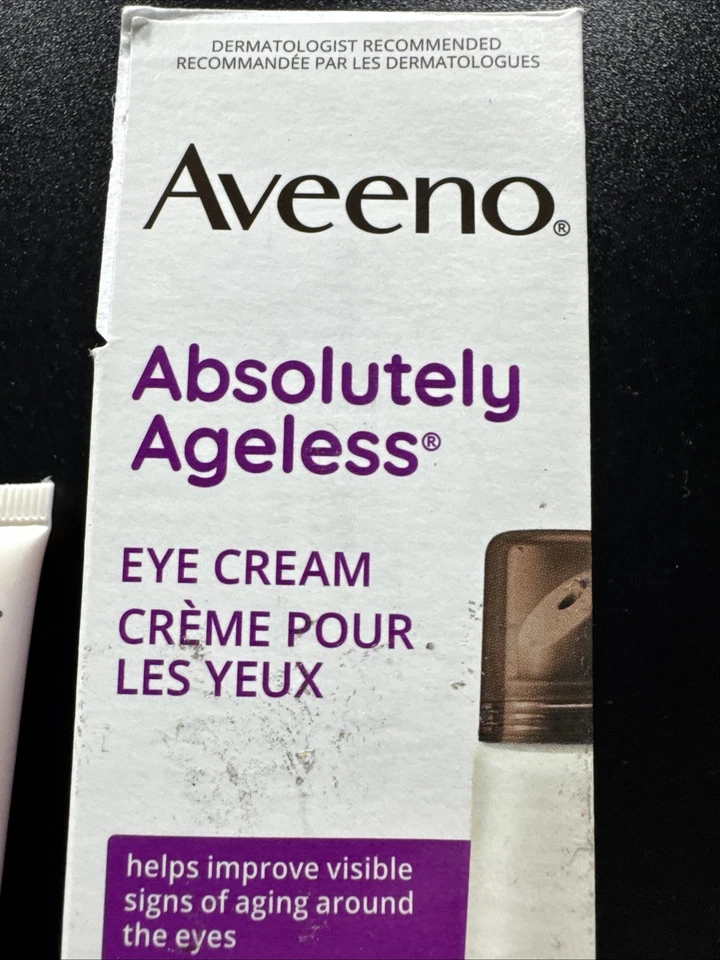 DERMATOLOGIST RECOMMENDED
RECOMMANDÉE PAR LES DERMATOLOGUES
Aveeno®
Absolutely
Ageless®
EYE CREAM
CRÈME POUR
LES YEUX
helps improve visible
signs of aging around
the eyes